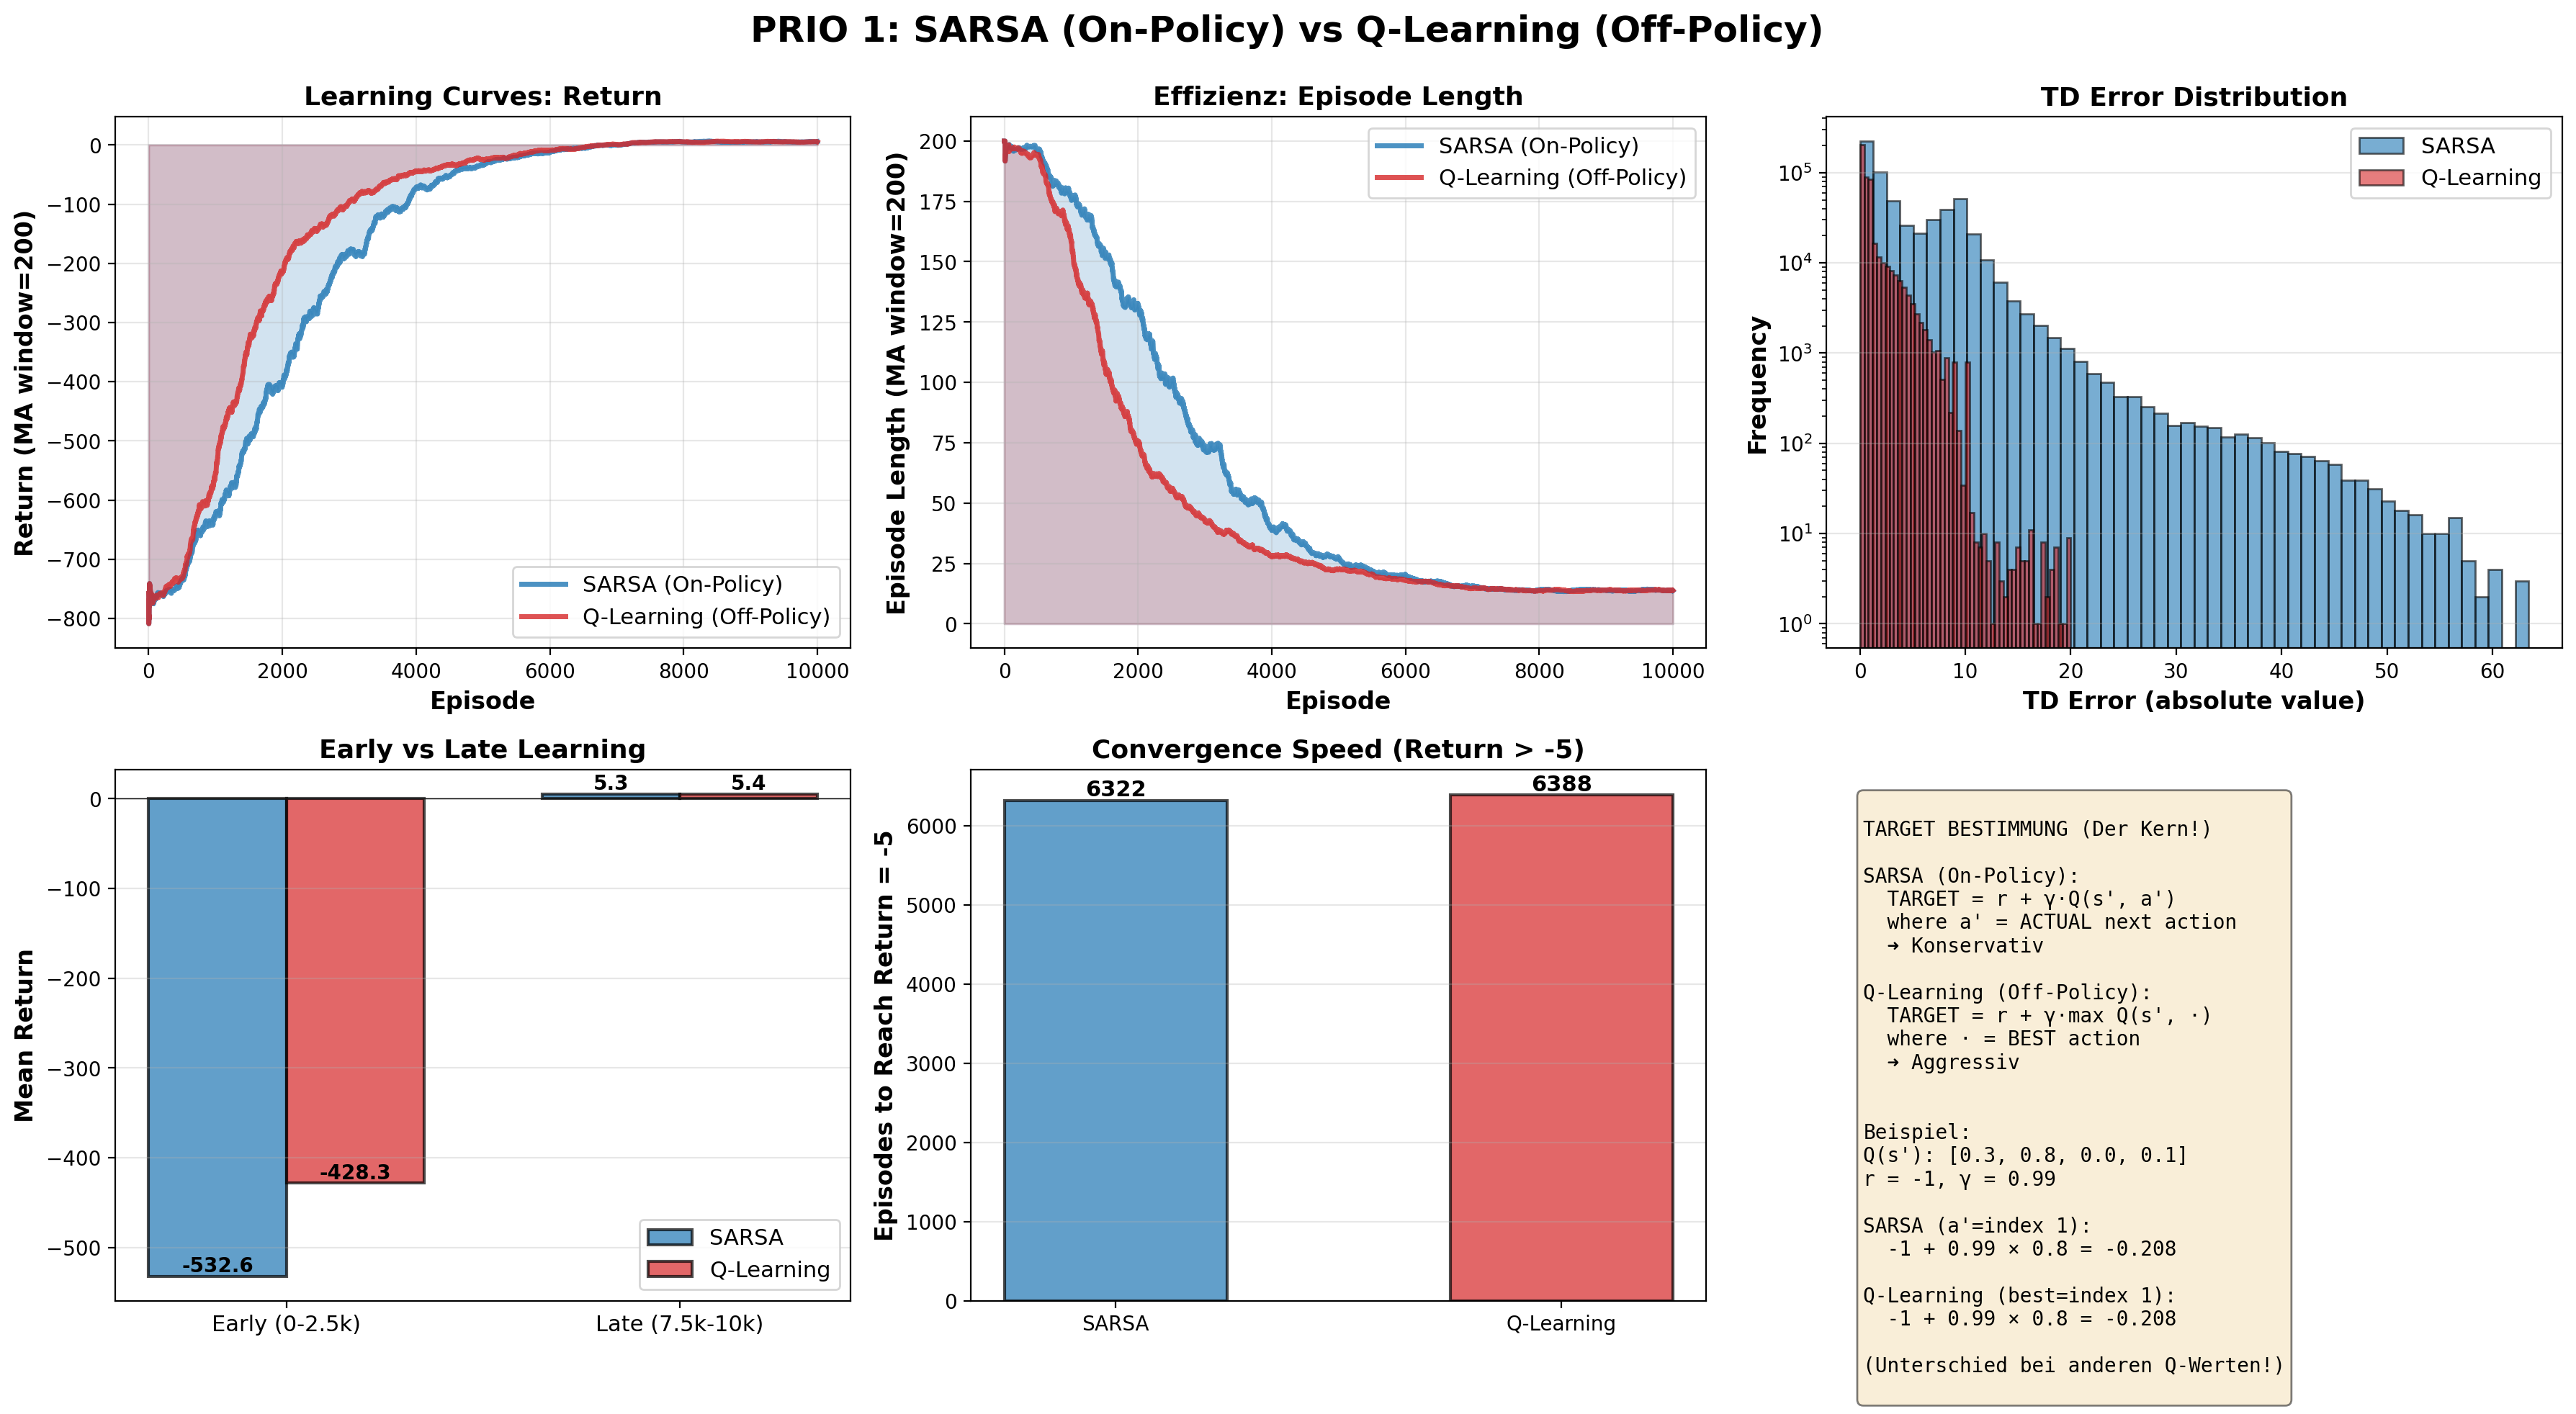 PRIO 1: SARSA (On-Policy) vs Q-Learning (Off-Policy)
Learning Curves: Return
Return (MA window=200)
0
−100
−200
−300
−400
−500
−600
−700
−800
SARSA (On-Policy)
Q-Learning (Off-Policy)
0 2000 4000 6000 8000 10000
Episode
Effizienz: Episode Length
Episode Length (MA window=200)
200
175
150
125
100
75
50
25
0
SARSA (On-Policy)
Q-Learning (Off-Policy)
0 2000 4000 6000 8000 10000
Episode
TD Error Distribution
Frequency
10⁵
10⁴
10³
10²
10¹
10⁰
SARSA
Q-Learning
0 10 20 30 40 50 60
TD Error (absolute value)
Early vs Late Learning
Mean Return
0
−100
−200
−300
−400
−500
5.3 5.4
-428.3
-532.6
SARSA
Q-Learning
Early (0-2.5k) Late (7.5k-10k)
Convergence Speed (Return > -5)
Episodes to Reach Return = -5
6322 6388
6000
5000
4000
3000
2000
1000
0
SARSA Q-Learning
TARGET BESTIMMUNG (Der Kern!)
SARSA (On-Policy):
TARGET = r + γ·Q(s', a')
where a' = ACTUAL next action
→ Konservativ
Q-Learning (Off-Policy):
TARGET = r + γ·max Q(s', ·)
where · = BEST action
→ Aggressiv
Beispiel:
Q(s'): [0.3, 0.8, 0.0, 0.1]
r = -1, γ = 0.99
SARSA (a'=index 1):
-1 + 0.99 × 0.8 = -0.208
Q-Learning (best=index 1):
-1 + 0.99 × 0.8 = -0.208
(Unterschied bei anderen Q-Werten!)